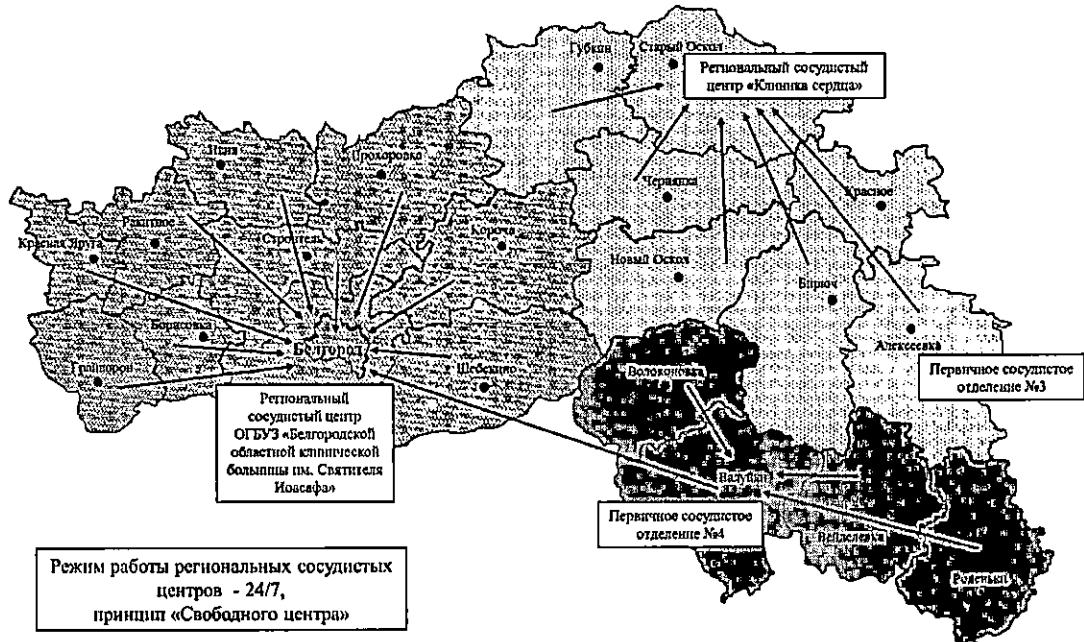 Губкин
Старый Оскол
Региональный сосудистый
центр «Клиника сердца»
Ивня
Прохоровка
Чернянка
Красное
Ракитное
Красная Яруга
Строитель
Короча
Новый Оскол
Бирюч
Борисовка
Белгород
Алексеевка
Грайворон
Шебекино
Волоконовка
Первичное сосудистое
отделение №3
Региональный
сосудистый центр
ОГБУЗ «Белгородской
областной клинической
больницы им. Святителя
Иоасафа»
Валуйки
Первичное сосудистое
отделение №4
Вейделевка
Ровеньки
Режим работы региональных сосудистых
центров - 24/7,
принцип «Свободного центра»